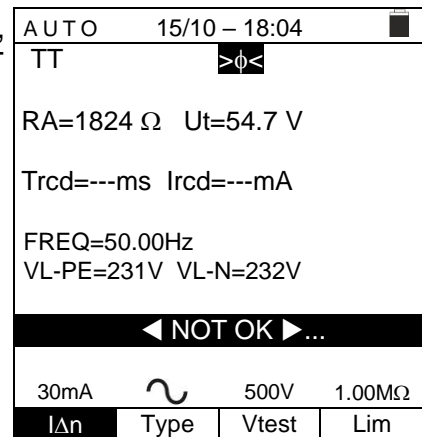 AUTO 15/10 – 18:04
TT >ϕ<
RA=1824 Ω Ut=54.7 V
Trcd=---ms Ircd=---mA
FREQ=50.00Hz
VL-PE=231V VL-N=232V
◀ NOT OK ▶...
30mA 500V 1.00MΩ
IΔn Type Vtest Lim